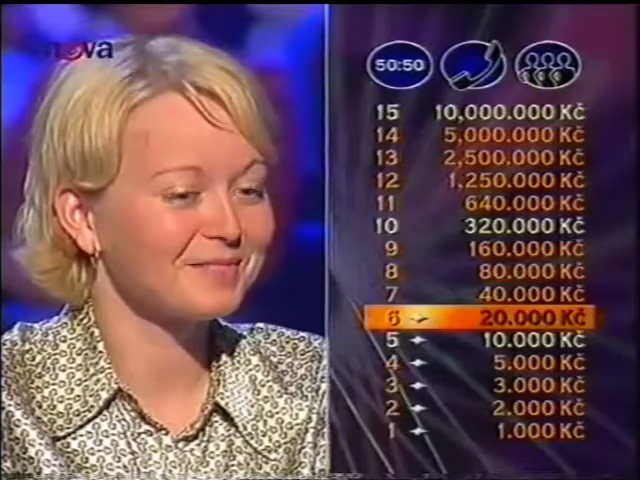 nova
50:50
15 10,000.000 Kč
14 5,000.000 Kč
13 2,500.000 Kč
12 1,250.000 Kč
11 640.000 Kč
10 320.000 Kč
9 160.000 Kč
8 80.000 Kč
7 40.000 Kč
6 20.000 Kč
5 10.000 Kč
4 5.000 Kč
3 3.000 Kč
2 2.000 Kč
1 1.000 Kč